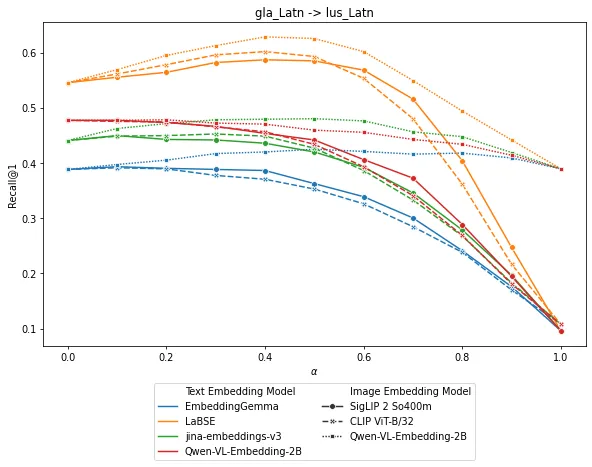 gla_Latn -> lus_Latn
Recall@1
0.6
0.5
0.4
0.3
0.2
0.1
0.0 0.2 0.4 0.6 0.8 1.0
α
Text Embedding Model Image Embedding Model
EmbeddingGemma SigLIP 2 So400m
LaBSE CLIP ViT-B/32
jina-embeddings-v3 Qwen-VL-Embedding-2B
Qwen-VL-Embedding-2B